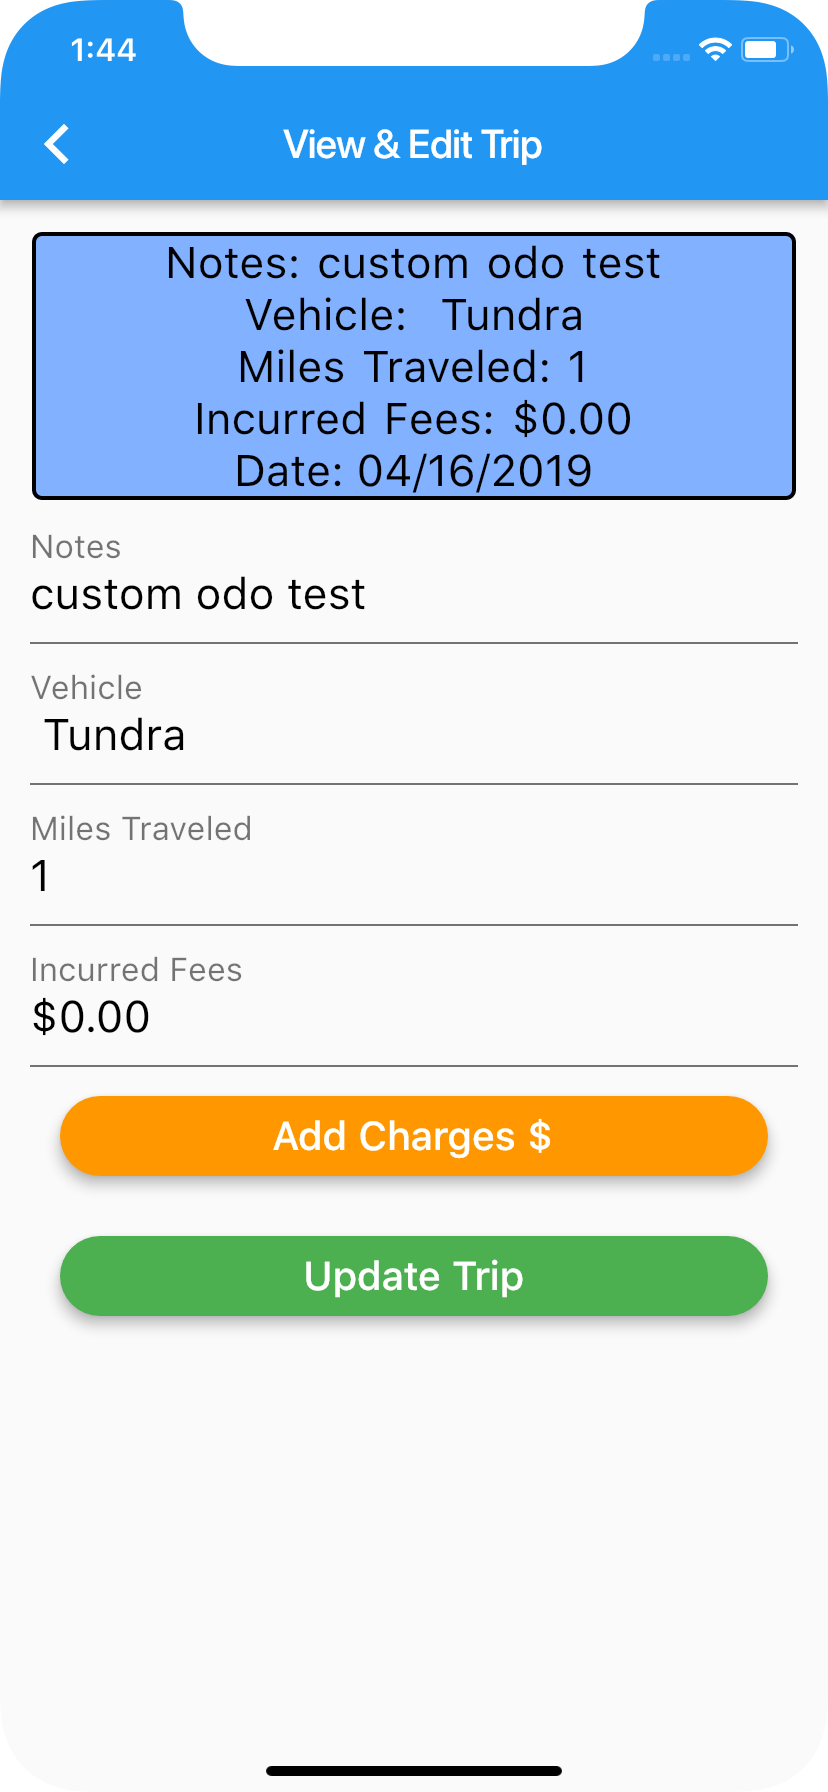 1:44
View & Edit Trip
Notes: custom odo test
Vehicle:  Tundra
Miles Traveled: 1
Incurred Fees: $0.00
Date: 04/16/2019
Notes
custom odo test
Vehicle
Tundra
Miles Traveled
1
Incurred Fees
$0.00
Add Charges $
Update Trip